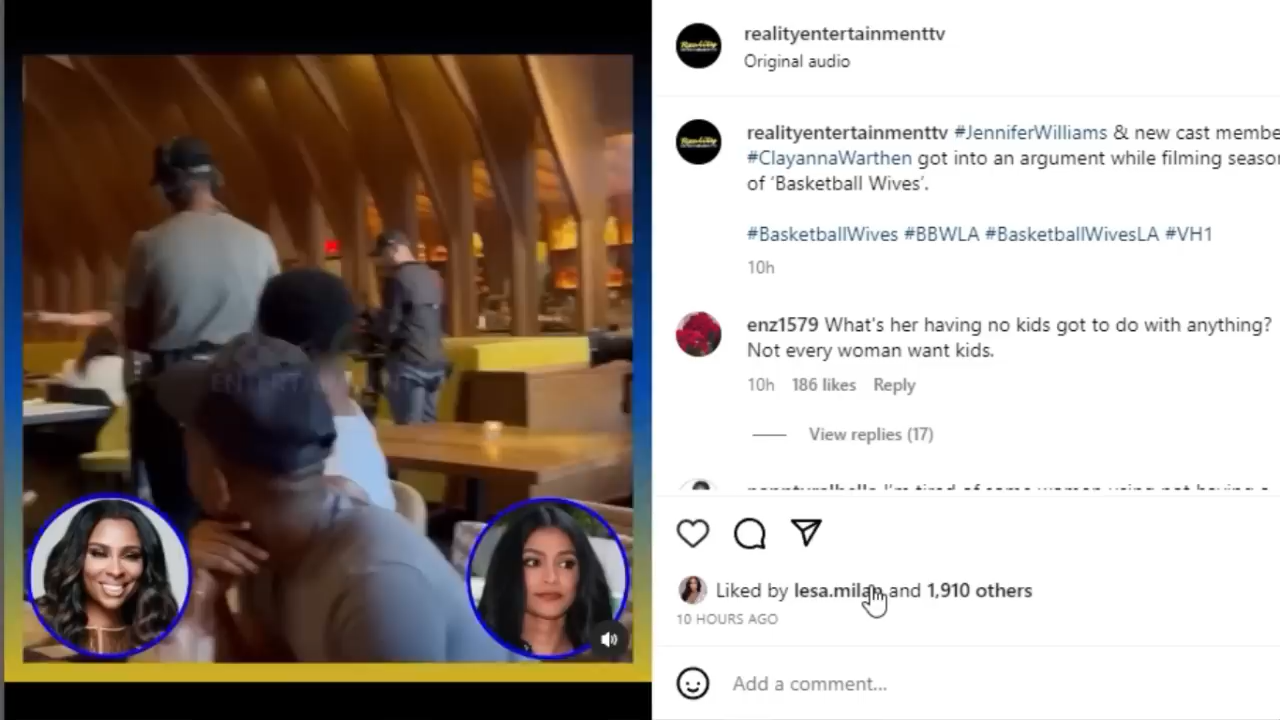 realityentertainmenttv
Original audio
realityentertainmenttv #JenniferWilliams & new cast membe
#ClayannaWarthen got into an argument while filming seaso
of ‘Basketball Wives’.
#BasketballWives #BBWLA #BasketballWivesLA #VH1
10h
enz1579 What's her having no kids got to do with anything?
Not every woman want kids.
10h 186 likes Reply
View replies (17)
Liked by lesa.milan and 1,910 others
10 HOURS AGO
Add a comment...